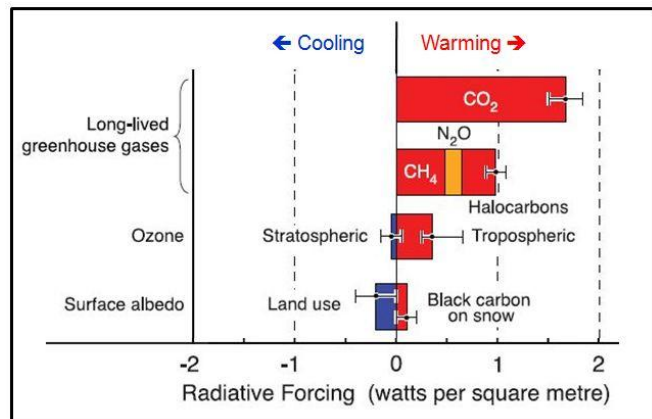 ← Cooling
Warming →
CO₂
Long-lived
greenhouse gases
N₂O
CH₄
Halocarbons
Ozone
Stratospheric
Tropospheric
Surface albedo
Land use
Black carbon
on snow
-2 -1 0 1 2
Radiative Forcing (watts per square metre)